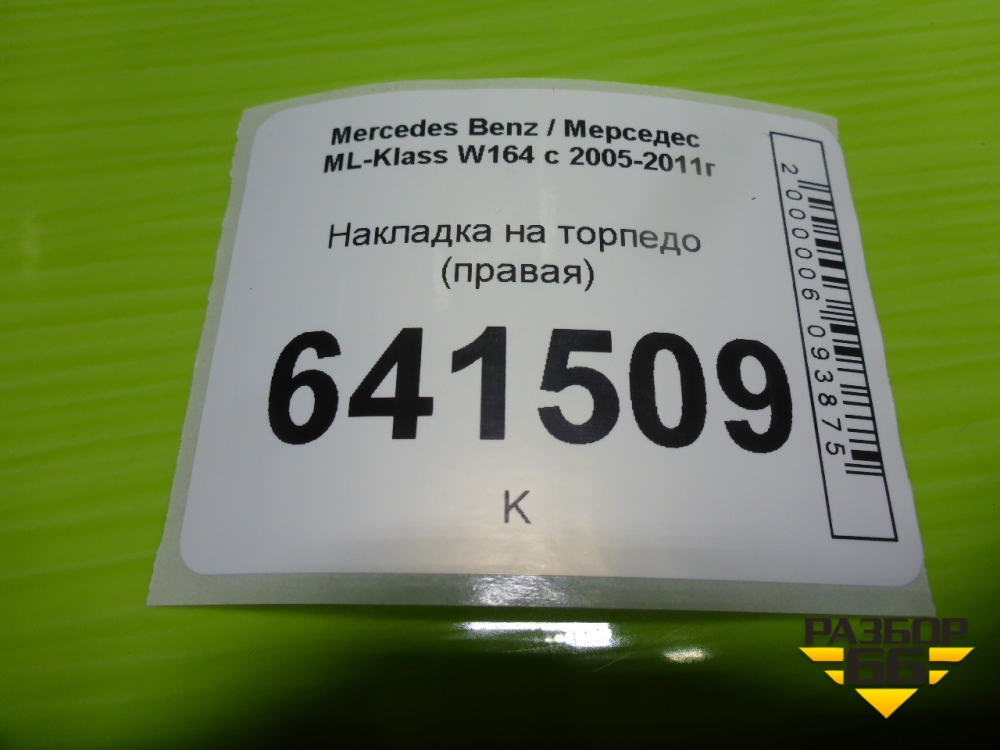 Mercedes Benz / Мерседес
ML-Klass W164 с 2005-2011г
Накладка на торпедо
(правая)
641509
К
2000006093875
РАЗБОР
66